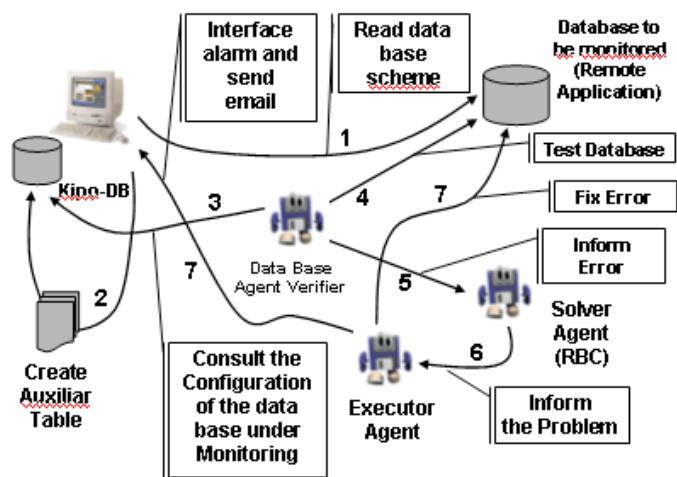 Interface
alarm and
send
email
Read data
base
scheme
Database to
be monitored
(Remote
Application)
1
Test Database
King-DB
3
4
7
Fix Error
Data Base
Agent Verifier
7
5
Inform
Error
2
Solver
Agent
(RBC)
6
Create
Auxiliar
Table
Consult the
Configuration
of the data
base under
Monitoring
Executor
Agent
Inform
the Problem